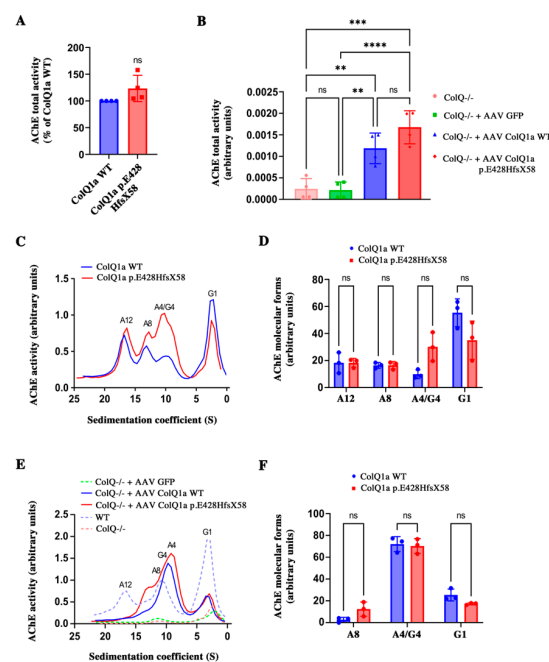 A
AChE total activity
(% of ColQ1a WT)
200
150
100
50
0
ns
ColQ1a WT
ColQ1a p.E428
HfsX58
B
AChE total activity
(arbitrary units)
***
****
**
ns
**
ns
0.0025
0.0020
0.0015
0.0010
0.0005
0.0000
ColQ-/-
ColQ-/- + AAV GFP
ColQ-/- + AAV ColQ1a WT
ColQ-/- + AAV ColQ1a
p.E428HfsX58
C
ColQ1a WT
ColQ1a p.E428HfsX58
AChE activity (arbitrary units)
1.5
1.0
0.5
0.0
A12
A8
A4/G4
G1
25 20 15 10 5 0
Sedimentation coefficient (S)
D
ColQ1a WT
ColQ1a p.E428HfsX58
AChE molecular forms
(arbitrary units)
80
60
40
20
0
ns
ns
ns
ns
A12 A8 A4/G4 G1
E
ColQ-/- + AAV GFP
ColQ-/- + AAV ColQ1a WT
ColQ-/- + AAV ColQ1a p.E428HfsX58
WT
ColQ-/-
AChE activity (arbitrary units)
2.5
2.0
1.5
1.0
0.5
0.0
A12
A8
G4
A4
G1
25 20 15 10 5 0
Sedimentation coefficient (S)
F
ColQ1a WT
ColQ1a p.E428HfsX58
AChE molecular forms
(arbitrary units)
100
80
60
40
20
0
ns
ns
ns
A8 A4/G4 G1